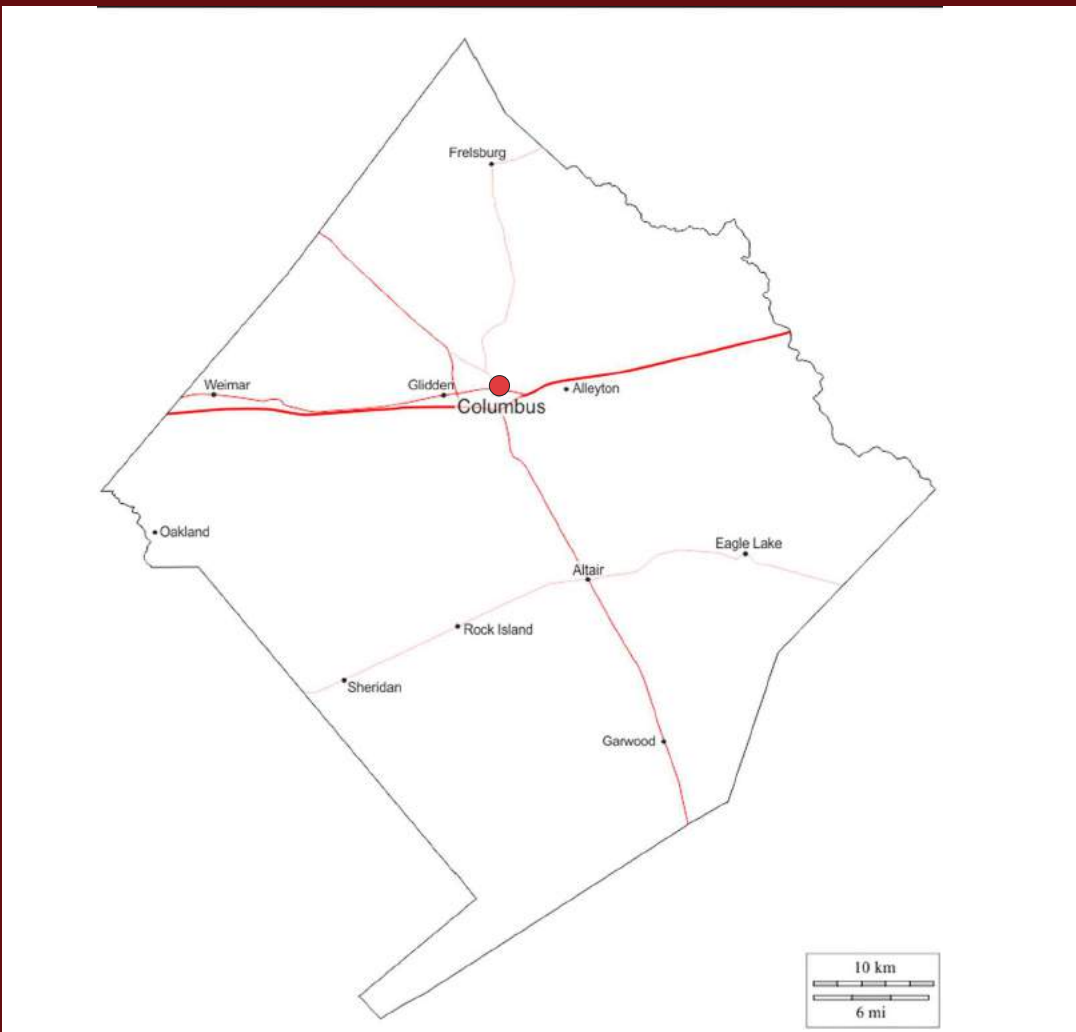 Frelsburg
Weimar
Glidden
Alleyton
Columbus
Oakland
Eagle Lake
Altair
Rock Island
Sheridan
Garwood
10 km
6 mi